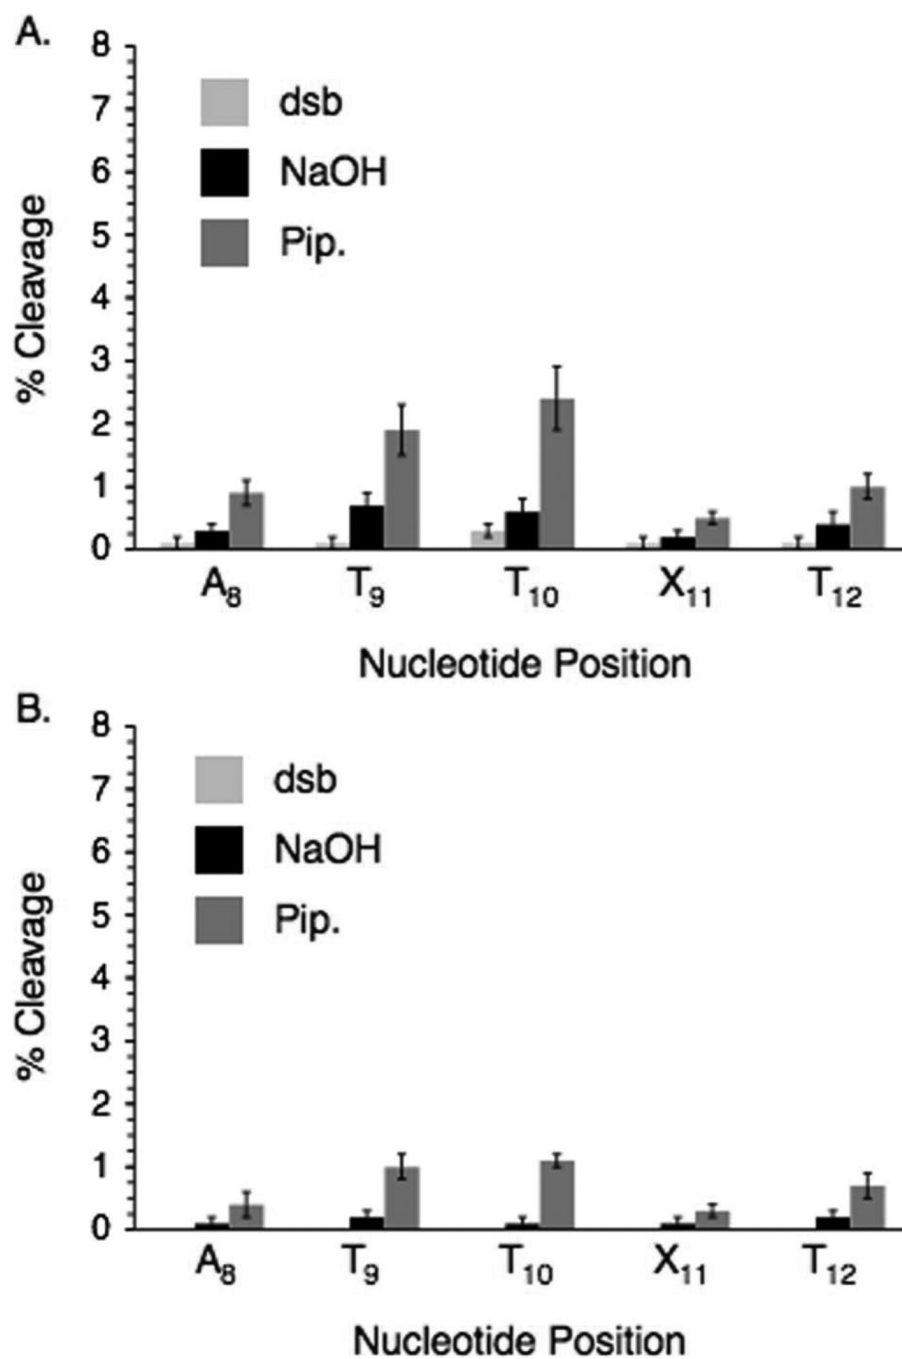 A.
8
7
6
5
4
3
2
1
0
% Cleavage
dsb
NaOH
Pip.
A₈ T₉ T₁₀ X₁₁ T₁₂
Nucleotide Position
B.
8
7
6
5
4
3
2
1
0
% Cleavage
dsb
NaOH
Pip.
A₈ T₉ T₁₀ X₁₁ T₁₂
Nucleotide Position